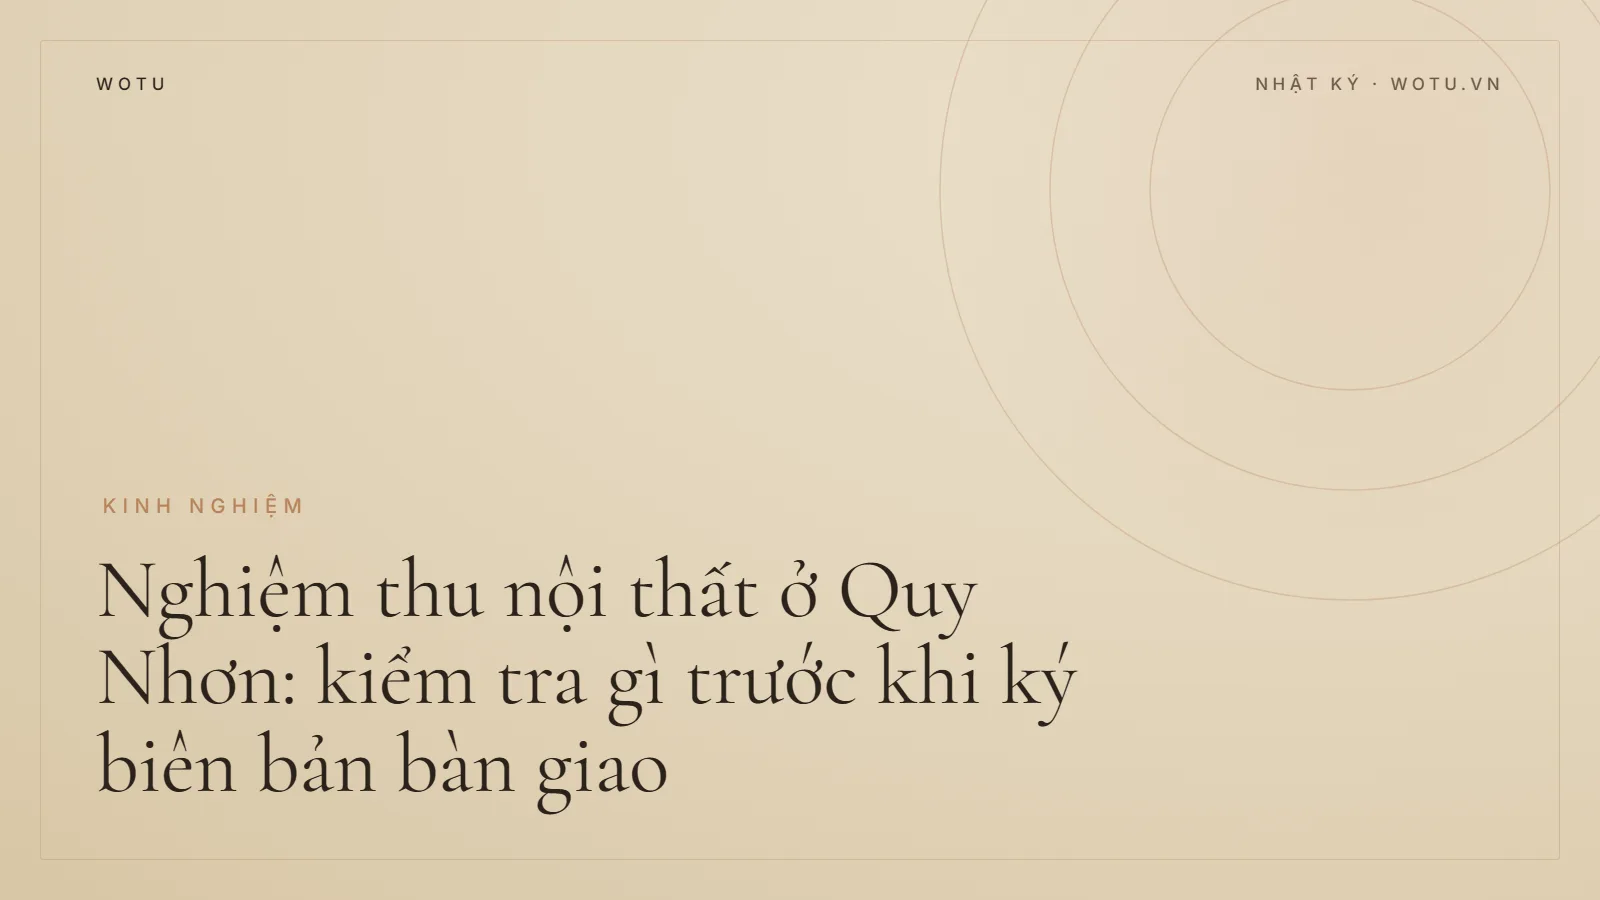 WOTU
NHẬT KÝ · WOTU.VN
KINH NGHIỆM
Nghiệm thu nội thất ở Quy
Nhơn: kiểm tra gì trước khi ký
biên bản bàn giao